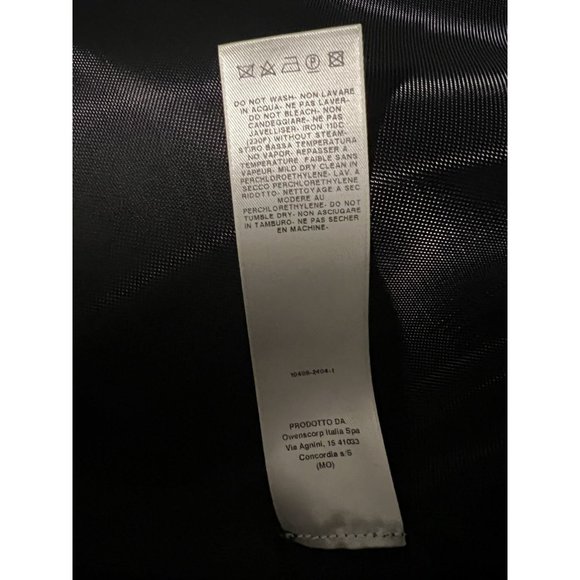 DO NOT WASH- NON LAVARE
IN ACQUA- NE PAS LAVER-
DO NOT BLEACH- NON
CANDEGGIARE- NE PAS
JAVELLISER- IRON 110C
(230F) WITHOUT STEAM-
STIRO BASSA TEMPERATURA
NO VAPOR- REPASSER A
TEMPERATURE, FAIBLE SANS
VAPEUR- MILD DRY CLEAN IN
PERCHLOROETHYLENE- LAV. A
SECCO PERCHLORETHYLENE
RIDOTTO- NETTOYAGE A SEC
MODERE AU
PERCHLORETHYLENE- DO NOT
TUMBLE DRY- NON ASCIUGARE
IN TAMBURO- NE PAS SECHER
EN MACHINE-
PRODOTTO DA
Owenscorp Italia Spa
Via Agnini, 15 41033
Concordia s/S
(MO)